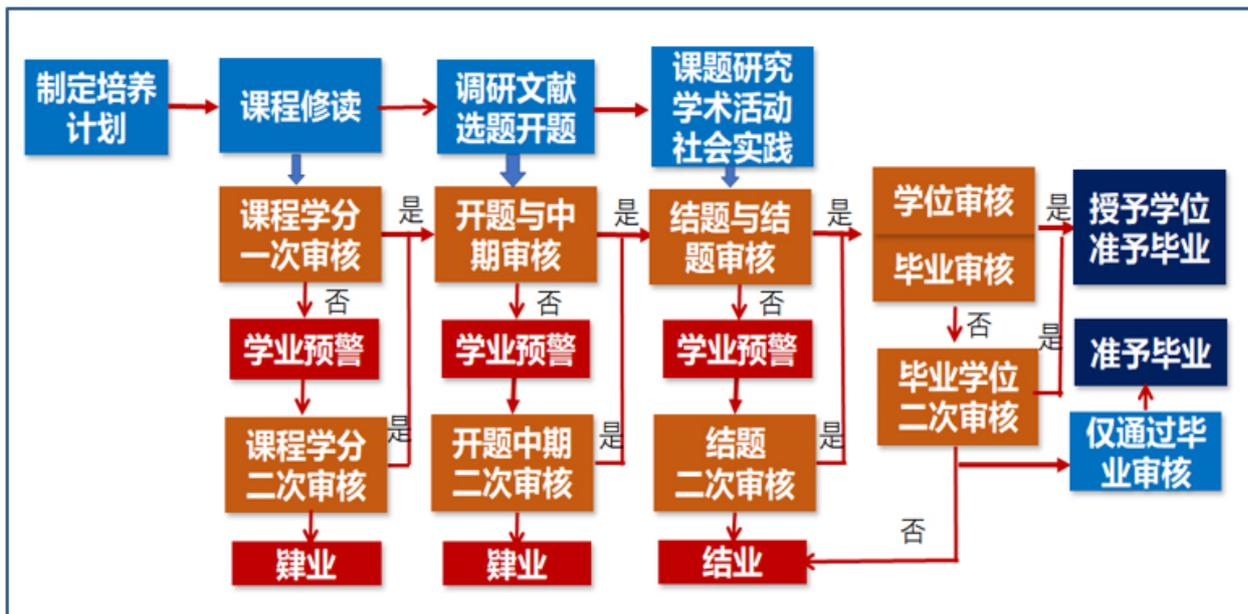 制定培养
计划
课程修读
调研文献
选题开题
课题研究
学术活动
社会实践
课程学分
一次审核
是
开题与中
期审核
是
结题与结
题审核
是
学位审核
毕业审核
是
授予学位
准予毕业
否
否
否
否
学业预警
学业预警
学业预警
毕业学位
二次审核
是
准予毕业
课程学分
二次审核
是
开题中期
二次审核
是
结题
二次审核
是
仅通过毕
业审核
否
肄业
肄业
结业